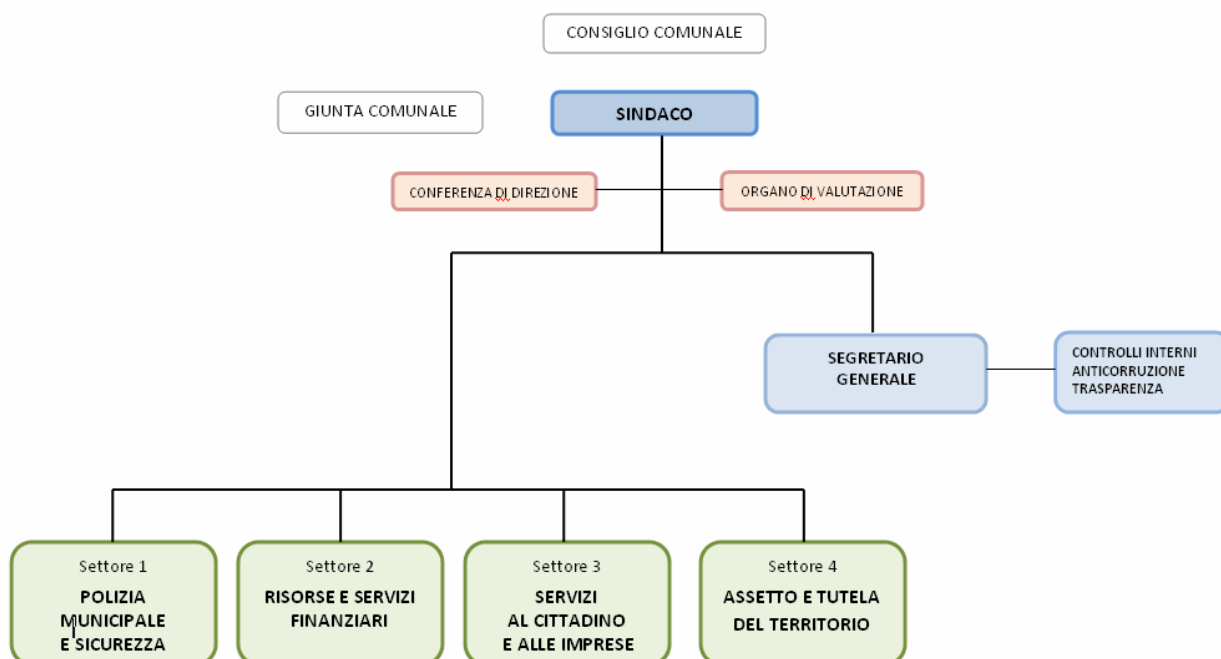 CONSIGLIO COMUNALE
GIUNTA COMUNALE
SINDACO
CONFERENZA DI DIREZIONE
ORGANO DI VALUTAZIONE
SEGRETARIO
GENERALE
CONTROLLI INTERNI
ANTICORRUZIONE
TRASPARENZA
Settore 1
POLIZIA
MUNICIPALE
E SICUREZZA
Settore 2
RISORSE E SERVIZI
FINANZIARI
Settore 3
SERVIZI
AL CITTADINO
E ALLE IMPRESE
Settore 4
ASSETTO E TUTELA
DEL TERRITORIO